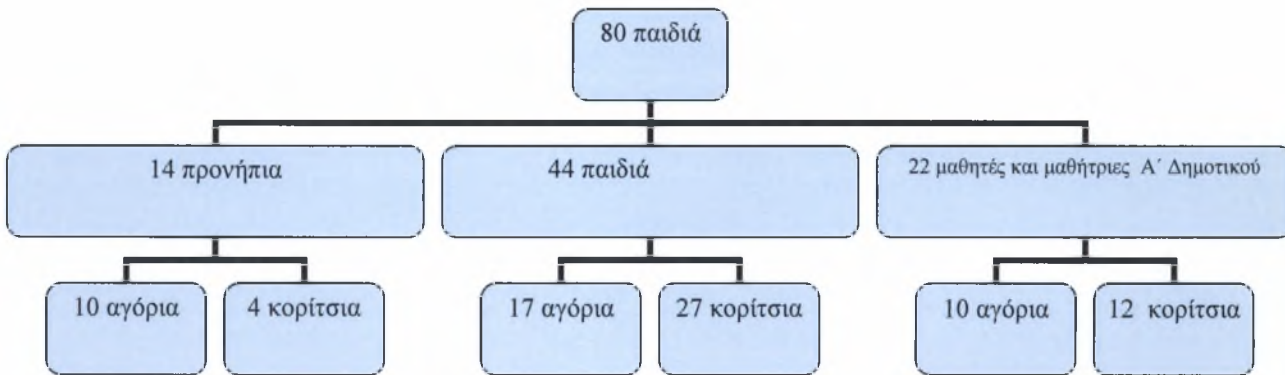 80 παιδιά
14 προνήπια
44 παιδιά
22 μαθητές και μαθήτριες Α΄ Δημοτικού
10 αγόρια
4 κορίτσια
17 αγόρια
27 κορίτσια
10 αγόρια
12 κορίτσια